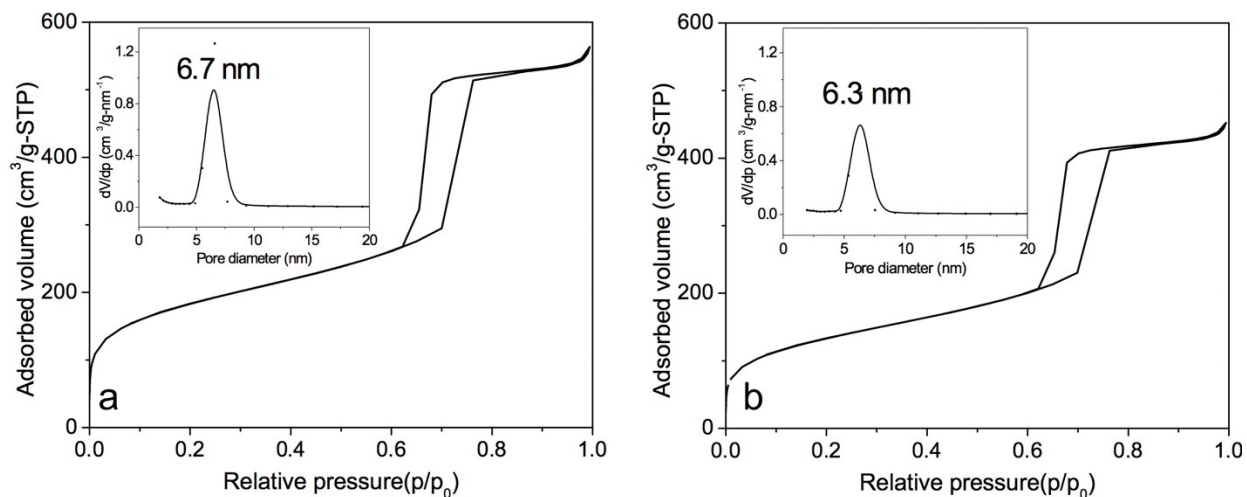 600
400
200
0
Adsorbed volume (cm³/g-STP)
1.2
0.8
0.4
0.0
dV/dp (cm³/g-nm⁻¹)
6.7 nm
0 5 10 15 20
Pore diameter (nm)
a
0.0 0.2 0.4 0.6 0.8 1.0
Relative pressure(p/p₀)
600
400
200
0
Adsorbed volume (cm³/g-STP)
1.2
0.8
0.4
0.0
dV/dp (cm³/g-nm⁻¹)
6.3 nm
0 5 10 15 20
Pore diameter (nm)
b
0.0 0.2 0.4 0.6 0.8 1.0
Relative pressure(p/p₀)